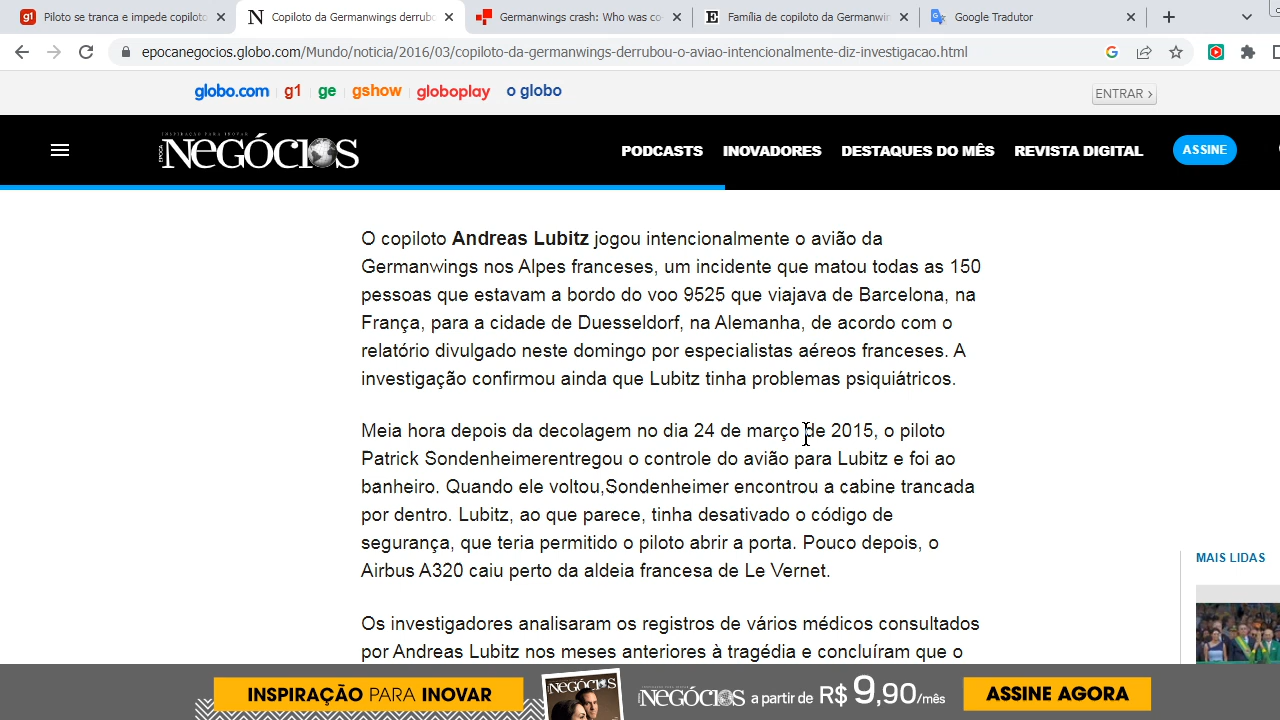 Piloto se tranca e impede copiloto
Copiloto da Germanwings derrubo
Germanwings crash: Who was co-
Família de copiloto da Germanwin
Google Tradutor
epocanegocios.globo.com/Mundo/noticia/2016/03/copiloto-da-germanwings-derrubou-o-aviao-intencionalmente-diz-investigacao.html
globo.com g1 ge gshow globoplay o globo
ENTRAR >
INSPIRAÇÃO PARA INOVAR
ÉPOCA NEGÓCIOS
PODCASTS INOVADORES DESTAQUES DO MÊS REVISTA DIGITAL ASSINE
O copiloto Andreas Lubitz jogou intencionalmente o avião da
Germanwings nos Alpes franceses, um incidente que matou todas as 150
pessoas que estavam a bordo do voo 9525 que viajava de Barcelona, na
França, para a cidade de Duesseldorf, na Alemanha, de acordo com o
relatório divulgado neste domingo por especialistas aéreos franceses. A
investigação confirmou ainda que Lubitz tinha problemas psiquiátricos.
Meia hora depois da decolagem no dia 24 de março de 2015, o piloto
Patrick Sondenheimerentregou o controle do avião para Lubitz e foi ao
banheiro. Quando ele voltou,Sondenheimer encontrou a cabine trancada
por dentro. Lubitz, ao que parece, tinha desativado o código de
segurança, que teria permitido o piloto abrir a porta. Pouco depois, o
Airbus A320 caiu perto da aldeia francesa de Le Vernet.
MAIS LIDAS
Os investigadores analisaram os registros de vários médicos consultados
por Andreas Lubitz nos meses anteriores à tragédia e concluíram que o
INSPIRAÇÃO PARA INOVAR
NEGÓCIOS
NEGÓCIOS a partir de R$ 9,90/mês
ASSINE AGORA